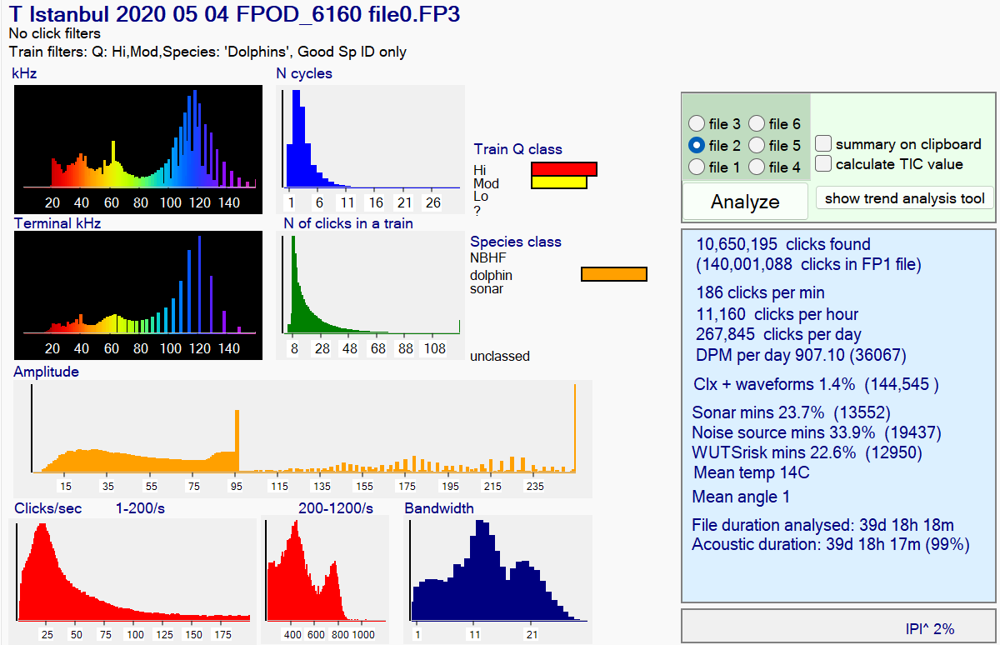 T Istanbul 2020 05 04 FPOD_6160 file0.FP3
No click filters
Train filters: Q: Hi,Mod,Species: 'Dolphins', Good Sp ID only
kHz
20 40 60 80 100 120 140
N cycles
1 6 11 16 21 26
Train Q class
Hi
Mod
Lo
?
Terminal kHz
20 40 60 80 100 120 140
N of clicks in a train
8 28 48 68 88 108
Species class
NBHF
dolphin
sonar
unclassed
Amplitude
15 35 55 75 95 115 135 155 175 195 215 235
Clicks/sec 1-200/s
25 50 75 100 125 150 175
200-1200/s
400 600 800 1000
Bandwidth
1 11 21
file 3 file 6
file 2 file 5
file 1 file 4
summary on clipboard
calculate TIC value
Analyze
show trend analysis tool
10,650,195 clicks found
(140,001,088 clicks in FP1 file)
186 clicks per min
11,160 clicks per hour
267,845 clicks per day
DPM per day 907.10 (36067)
Clx + waveforms 1.4% (144,545 )
Sonar mins 23.7% (13552)
Noise source mins 33.9% (19437)
WUTSrisk mins 22.6% (12950)
Mean temp 14C
Mean angle 1
File duration analysed: 39d 18h 18m
Acoustic duration: 39d 18h 17m (99%)
IPI^ 2%